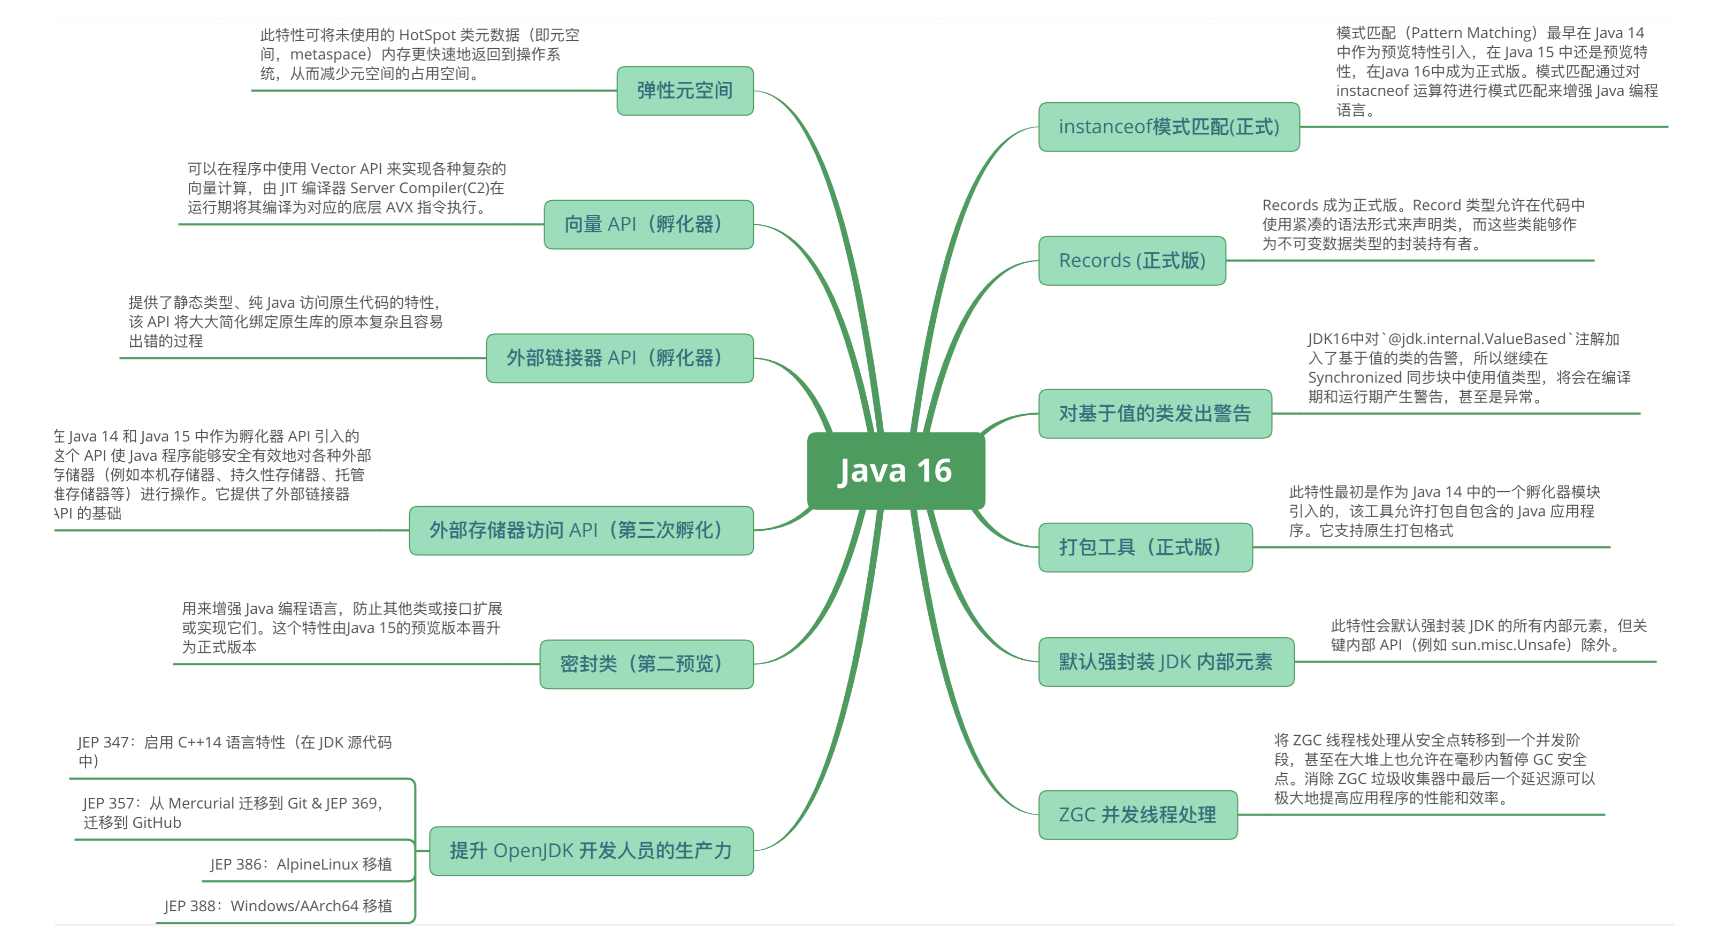 此特性可将未使用的 HotSpot 类元数据（即元空
间，metaspace）内存更快速地返回到操作系
统，从而减少元空间的占用空间。
弹性元空间
可以在程序中使用 Vector API 来实现各种复杂的
向量计算，由 JIT 编译器 Server Compiler(C2)在
运行期将其编译为对应的底层 AVX 指令执行。
向量 API（孵化器）
提供了静态类型、纯 Java 访问原生代码的特性，
该 API 将大大简化绑定原生库的原本复杂且容易
出错的过程
外部链接器 API（孵化器）
在 Java 14 和 Java 15 中作为孵化器 API 引入的
这个 API 使 Java 程序能够安全有效地对各种外部
存储器（例如本机存储器、持久性存储器、托管
堆存储器等）进行操作。它提供了外部链接器
API 的基础
外部存储器访问 API（第三次孵化）
用来增强 Java 编程语言，防止其他类或接口扩展
或实现它们。这个特性由Java 15的预览版本晋升
为正式版本
密封类（第二预览）
JEP 347：启用 C++14 语言特性（在 JDK 源代码
中）
JEP 357：从 Mercurial 迁移到 Git & JEP 369，
迁移到 GitHub
JEP 386：AlpineLinux 移植
JEP 388：Windows/AArch64 移植
提升 OpenJDK 开发人员的生产力
Java 16
模式匹配（Pattern Matching）最早在 Java 14
中作为预览特性引入，在 Java 15 中还是预览特
性，在Java 16中成为正式版。模式匹配通过对
instacneof 运算符进行模式匹配来增强 Java 编程
语言。
instanceof模式匹配(正式)
Records 成为正式版。Record 类型允许在代码中
使用紧凑的语法形式来声明类，而这些类能够作
为不可变数据类型的封装持有者。
Records (正式版)
JDK16中对`@jdk.internal.ValueBased`注解加
入了基于值的类的告警，所以继续在
Synchronized 同步块中使用值类型，将会在编译
期和运行期产生警告，甚至是异常。
对基于值的类发出警告
此特性最初是作为 Java 14 中的一个孵化器模块
引入的，该工具允许打包自包含的 Java 应用程
序。它支持原生打包格式
打包工具（正式版）
此特性会默认强封装 JDK 的所有内部元素，但关
键内部 API（例如 sun.misc.Unsafe）除外。
默认强封装 JDK 内部元素
将 ZGC 线程栈处理从安全点转移到一个并发阶
段，甚至在大堆上也允许在毫秒内暂停 GC 安全
点。消除 ZGC 垃圾收集器中最后一个延迟源可以
极大地提高应用程序的性能和效率。
ZGC 并发线程处理